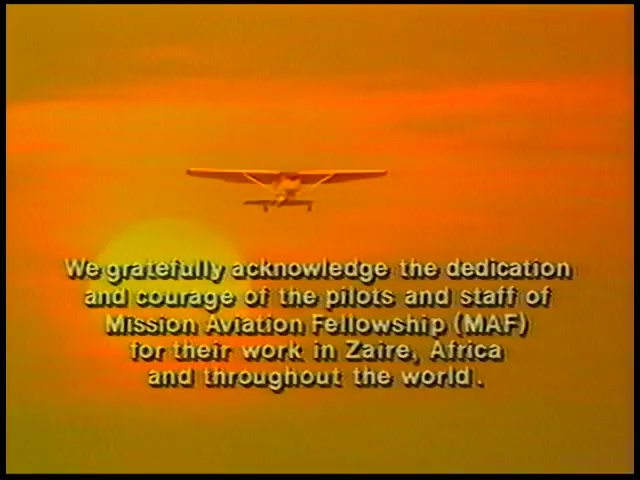 We gratefully acknowledge the dedication
and courage of the pilots and staff of
Mission Aviation Fellowship (MAF)
for their work in Zaire, Africa
and throughout the world.